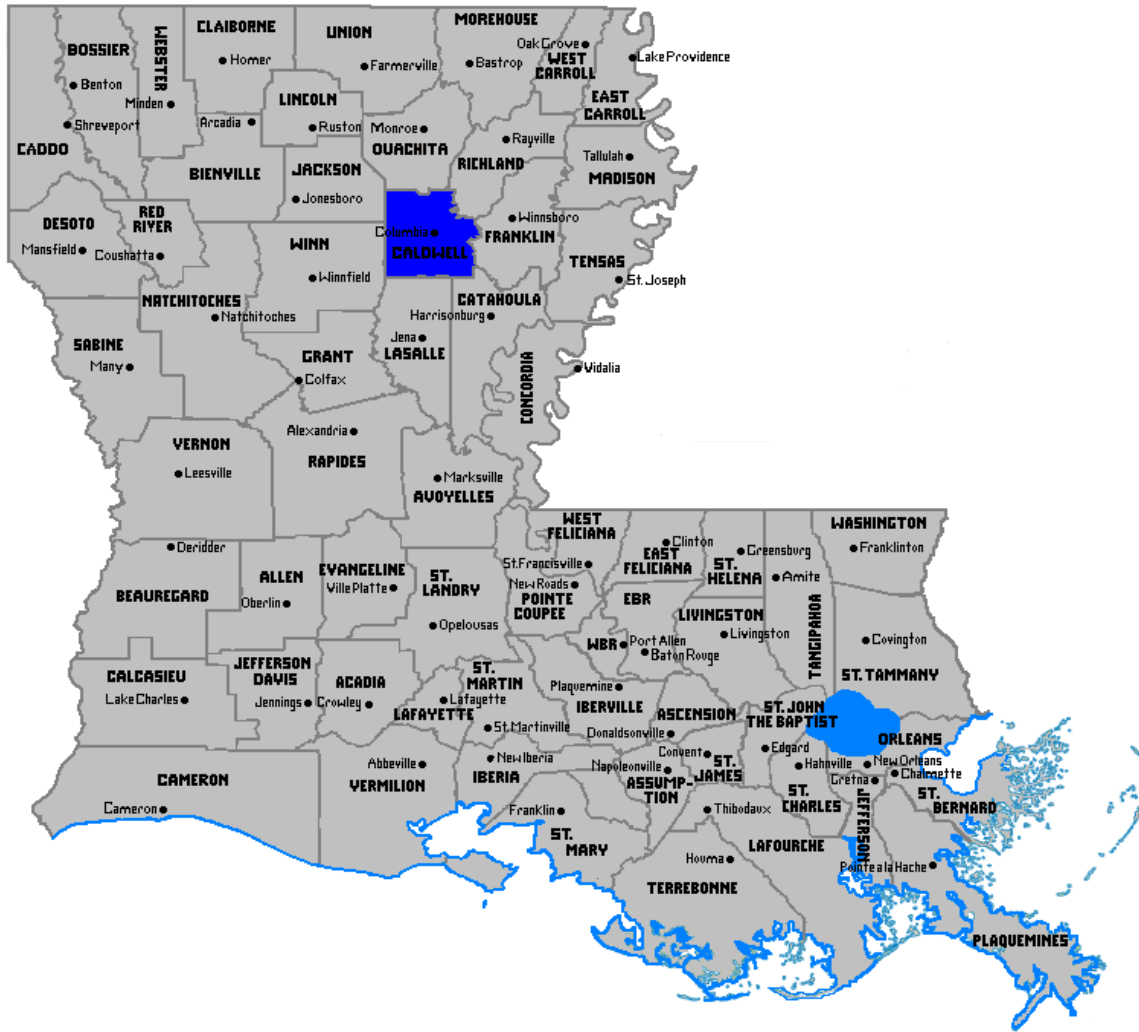 MOREHOUSE
CLAIBORNE
UNION
BOSSIER
WEBSTER
Oak Grove
WEST
CARROLL
Lake Providence
Homer
Farmerville
Bastrop
Benton
Minden
LINCOLN
EAST
CARROLL
Shreveport
Arcadia
Ruston
Monroe
Rayville
CADDO
OUACHITA
RICHLAND
Tallulah
MADISON
BIENVILLE
JACKSON
Jonesboro
DESOTO
RED
RIVER
Winnsboro
FRANKLIN
Mansfield
Coushatta
WINN
Columbia
CALDWELL
TENSAS
Winnfield
St. Joseph
NATCHITOCHES
Natchitoches
CATAHOULA
Harrisonburg
SABINE
Many
GRANT
Colfax
Jena
LASALLE
CONCORDIA
Vidalia
VERNON
Leesville
Alexandria
RAPIDES
Marksville
AVOYELLES
WEST
FELICIANA
WASHINGTON
Franklinton
Deridder
Clinton
EAST
FELICIANA
ST.
HELENA
Greensburg
St. Francisville
BEAUREGARD
ALLEN
Oberlin
EVANGELINE
Ville Platte
ST.
LANDRY
New Roads
POINTE
COUPEE
EBR
Amite
TANGIPAHOA
Opelousas
LIVINGSTON
Livingston
Covington
WBR
Port Allen
Baton Rouge
CALCASIEU
Lake Charles
JEFFERSON
DAVIS
Jennings
ACADIA
Crowley
ST.
MARTIN
Lafayette
LAFAYETTE
St. Martinville
Plaquemine
IBERVILLE
ASCENSION
Donaldsonville
ST. JOHN
THE BAPTIST
ST. TAMMANY
ORLEANS
CAMERON
Cameron
Abbeville
VERMILION
New Iberia
IBERIA
Napoleonville
ASSUMP-
TION
Convent
ST.
JAMES
Edgard
Hahnville
New Orleans
Chalmette
Gretna
ST.
CHARLES
JEFFERSON
ST.
BERNARD
Franklin
ST.
MARY
Thibodaux
LAFOURCHE
Houma
TERREBONNE
Pointe a la Hache
PLAQUEMINES